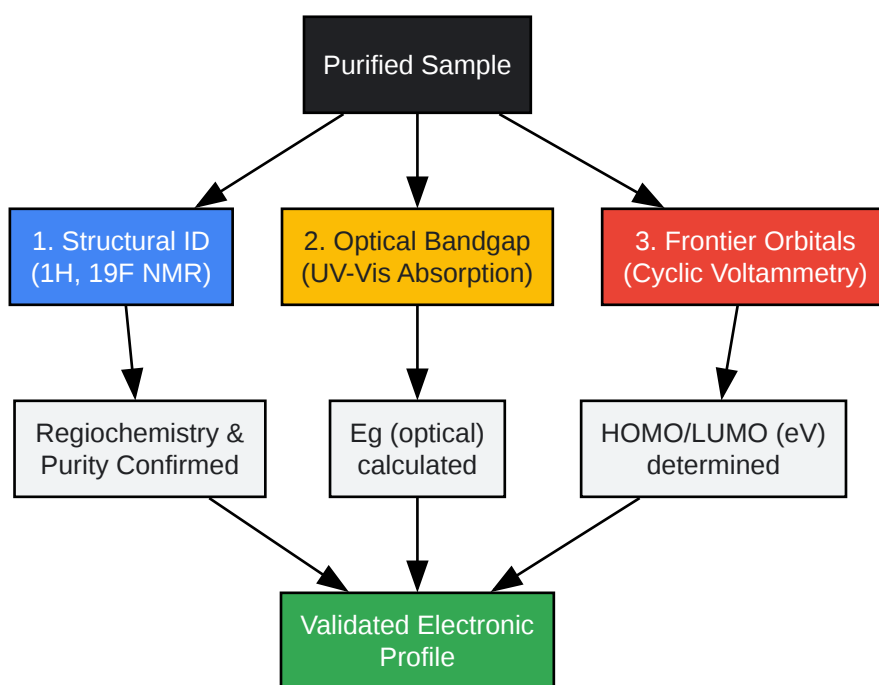 Purified Sample
1. Structural ID
(1H, 19F NMR)
2. Optical Bandgap
(UV-Vis Absorption)
3. Frontier Orbitals
(Cyclic Voltammetry)
Regiochemistry &
Purity Confirmed
Eg (optical)
calculated
HOMO/LUMO (eV)
determined
Validated Electronic
Profile